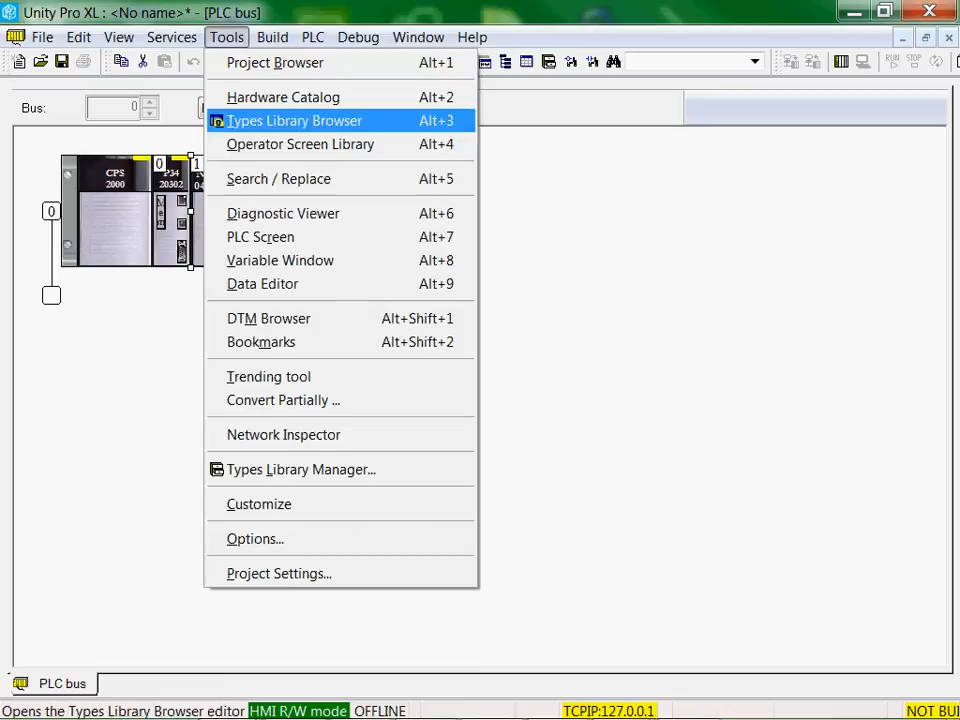 Unity Pro XL : <No name>* - [PLC bus]
File Edit View Services Tools Build PLC Debug Window Help
Project Browser Alt+1
RUN STOP
Hardware Catalog Alt+2
Bus: 0
Types Library Browser Alt+3
Operator Screen Library Alt+4
CPS
2000
0
P34
20302
1
Search / Replace Alt+5
0
Diagnostic Viewer Alt+6
PLC Screen Alt+7
Variable Window Alt+8
Data Editor Alt+9
DTM Browser Alt+Shift+1
Bookmarks Alt+Shift+2
Trending tool
Convert Partially ...
Network Inspector
Types Library Manager...
Customize
Options...
Project Settings...
PLC bus
Opens the Types Library Browser editor HMI R/W mode OFFLINE TCPIP:127.0.0.1 NOT BUI